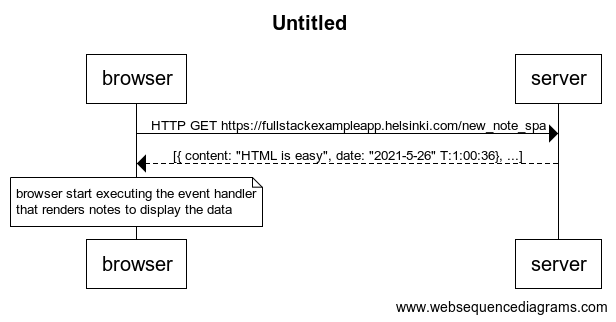 Untitled
browser
server
HTTP GET https://fullstackexampleapp.helsinki.com/new_note_spa
[{ content: "HTML is easy", date: "2021-5-26" T:1:00:36}, ...]
browser start executing the event handler
that renders notes to display the data
browser
server
www.websequencediagrams.com